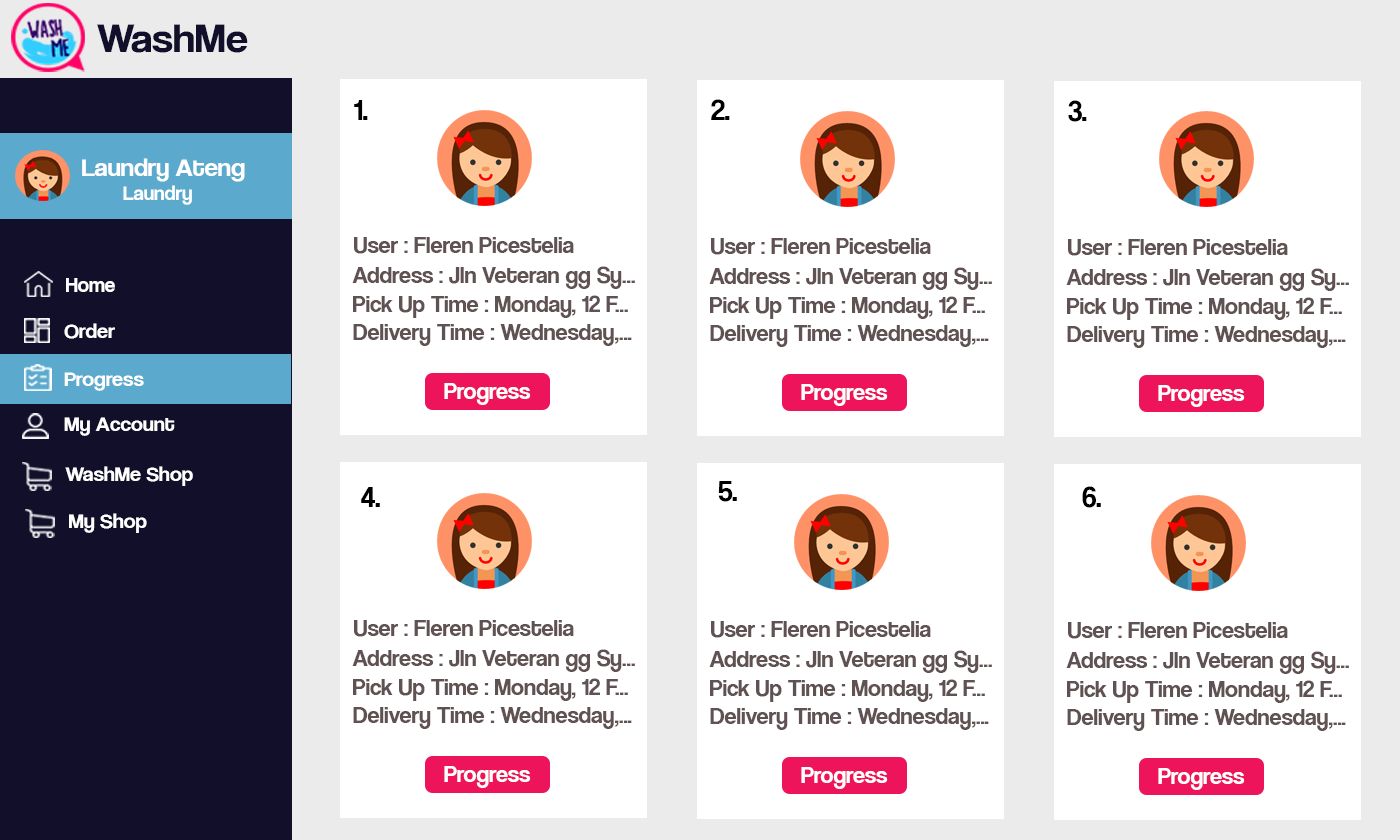 WASH
ME
WashMe
Laundry Ateng
Laundry
Home
Order
Progress
My Account
WashMe Shop
My Shop
1.
User : Fleren Picestelia
Address : Jln Veteran gg Sy...
Pick Up Time : Monday, 12 F...
Delivery Time : Wednesday,...
Progress
2.
User : Fleren Picestelia
Address : Jln Veteran gg Sy...
Pick Up Time : Monday, 12 F...
Delivery Time : Wednesday,...
Progress
3.
User : Fleren Picestelia
Address : Jln Veteran gg Sy...
Pick Up Time : Monday, 12 F...
Delivery Time : Wednesday,...
Progress
4.
User : Fleren Picestelia
Address : Jln Veteran gg Sy...
Pick Up Time : Monday, 12 F...
Delivery Time : Wednesday,...
Progress
5.
User : Fleren Picestelia
Address : Jln Veteran gg Sy...
Pick Up Time : Monday, 12 F...
Delivery Time : Wednesday,...
Progress
6.
User : Fleren Picestelia
Address : Jln Veteran gg Sy...
Pick Up Time : Monday, 12 F...
Delivery Time : Wednesday,...
Progress